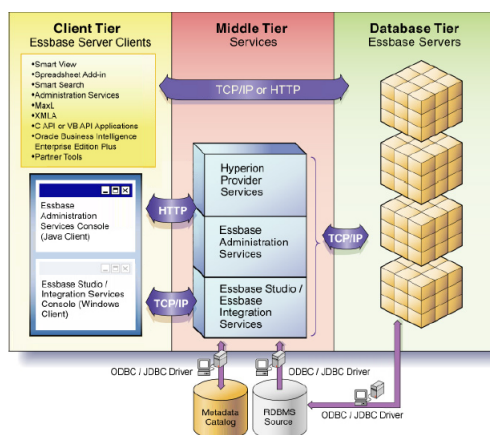 Client Tier
Essbase Server Clients
Middle Tier
Services
Database Tier
Essbase Servers
•Smart View
•Spreadsheet Add-in
•Smart Search
•Administration Services
•MaxL
•XMLA
•C API or VB API Applications
•Oracle Business Intelligence
Enterprise Edition Plus
•Partner Tools
TCP/IP or HTTP
Essbase
Administration
Services Console
(Java Client)
HTTP
Hyperion
Provider
Services
Essbase
Administration
Services
TCP/IP
Essbase Studio /
Integration Services
Console (Windows
Client)
TCP/IP
Essbase Studio /
Essbase
Integration
Services
ODBC / JDBC Driver
ODBC / JDBC Driver
Metadata
Catalog
RDBMS
Source
ODBC / JDBC Driver